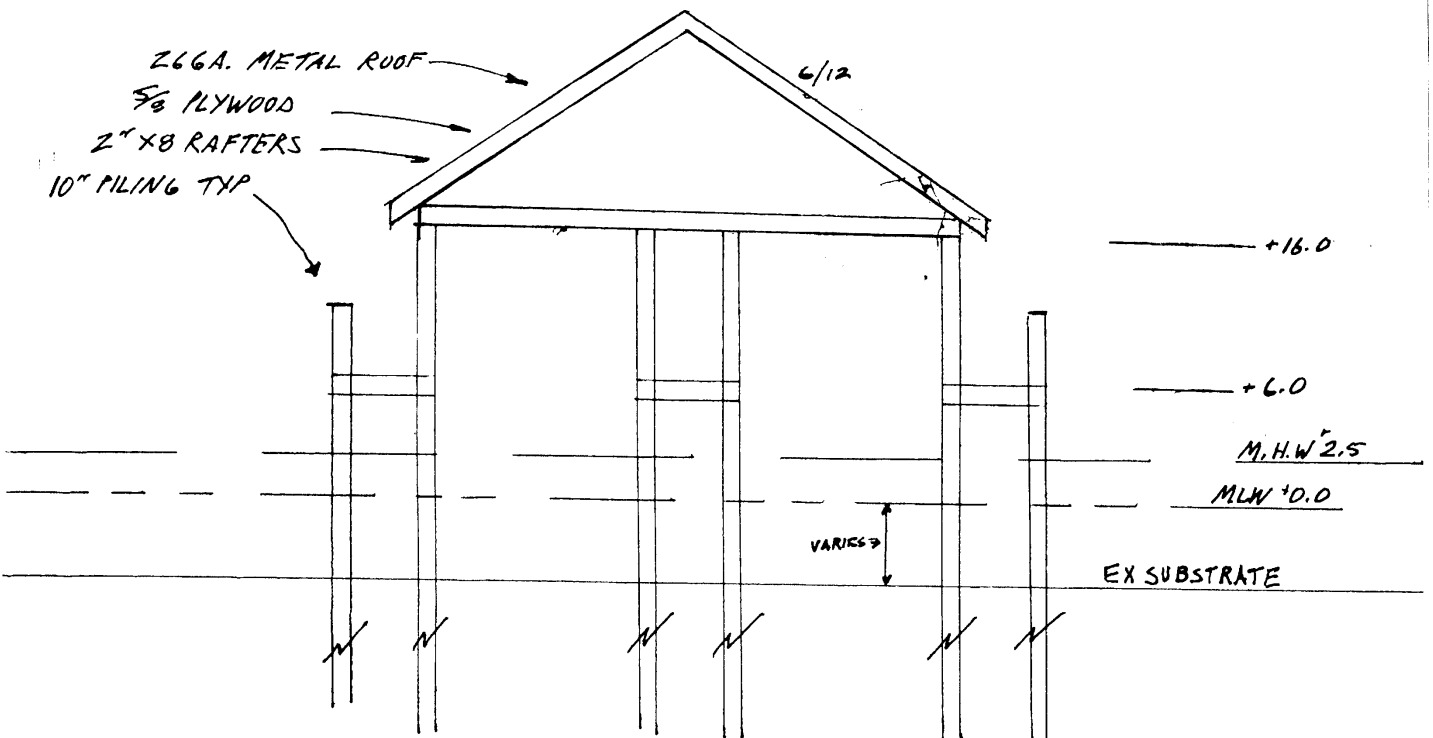 26GA. METAL ROOF
5/8 PLYWOOD
2" X8 RAFTERS
10" PILING TYP
6/12
+16.0
+6.0
M.H.W+2.5
MLW +0.0
VARIES
EX SUBSTRATE